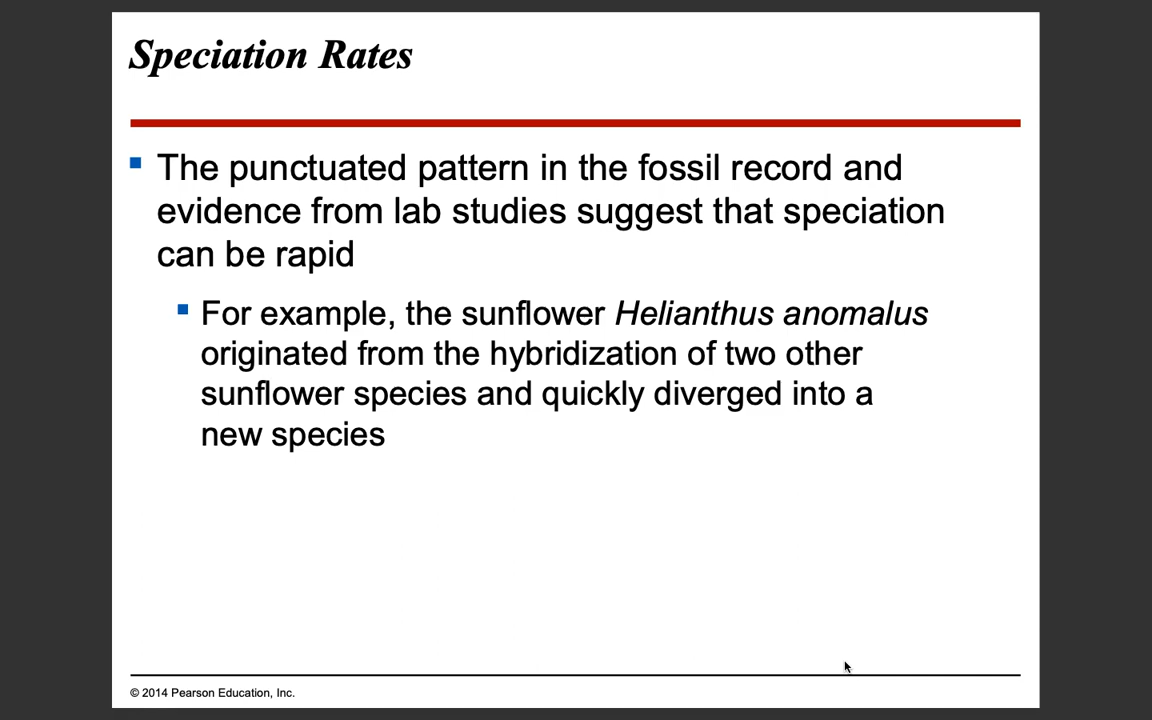 Speciation Rates
The punctuated pattern in the fossil record and
evidence from lab studies suggest that speciation
can be rapid
For example, the sunflower Helianthus anomalus
originated from the hybridization of two other
sunflower species and quickly diverged into a
new species
© 2014 Pearson Education, Inc.